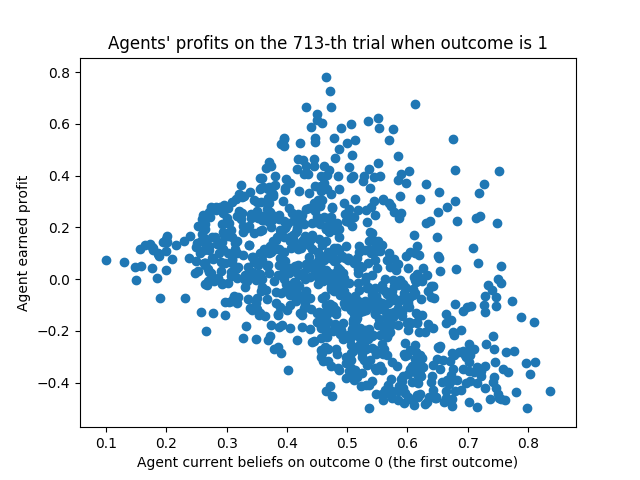 Agents' profits on the 713-th trial when outcome is 1
Agent earned profit
0.8
0.6
0.4
0.2
0.0
−0.2
−0.4
0.1 0.2 0.3 0.4 0.5 0.6 0.7 0.8
Agent current beliefs on outcome 0 (the first outcome)